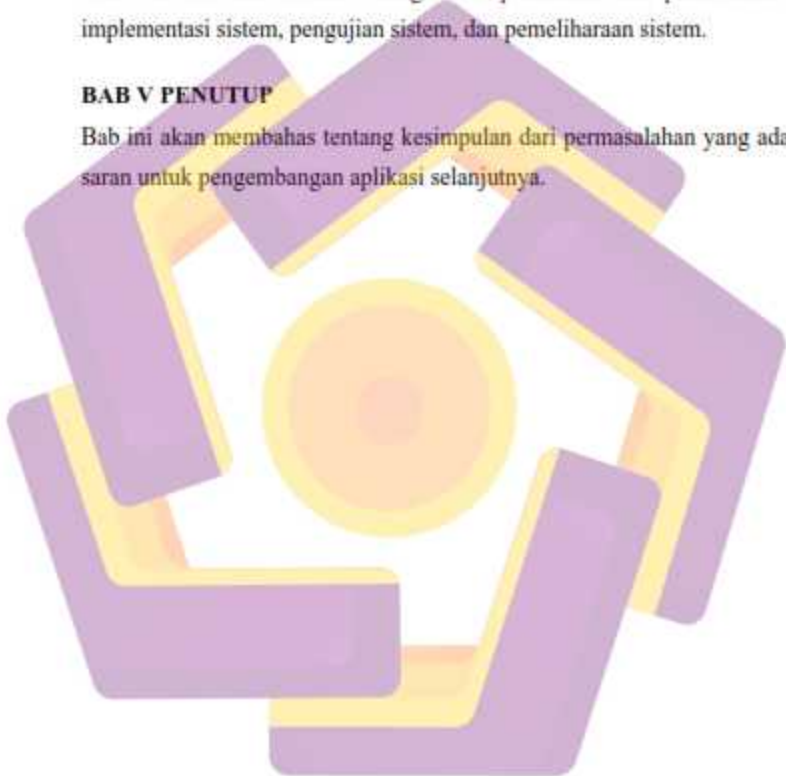 implementasi sistem, pengujian sistem, dan pemeliharaan sistem.
BAB V PENUTUP
Bab ini akan membahas tentang kesimpulan dari permasalahan yang ada
saran untuk pengembangan aplikasi selanjutnya.